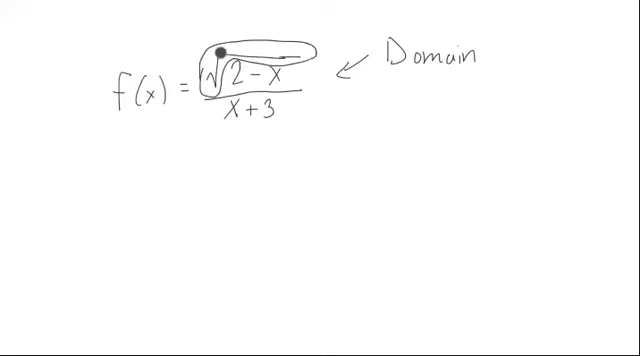 f(x) = √(2 - x) / (x + 3)
Domain